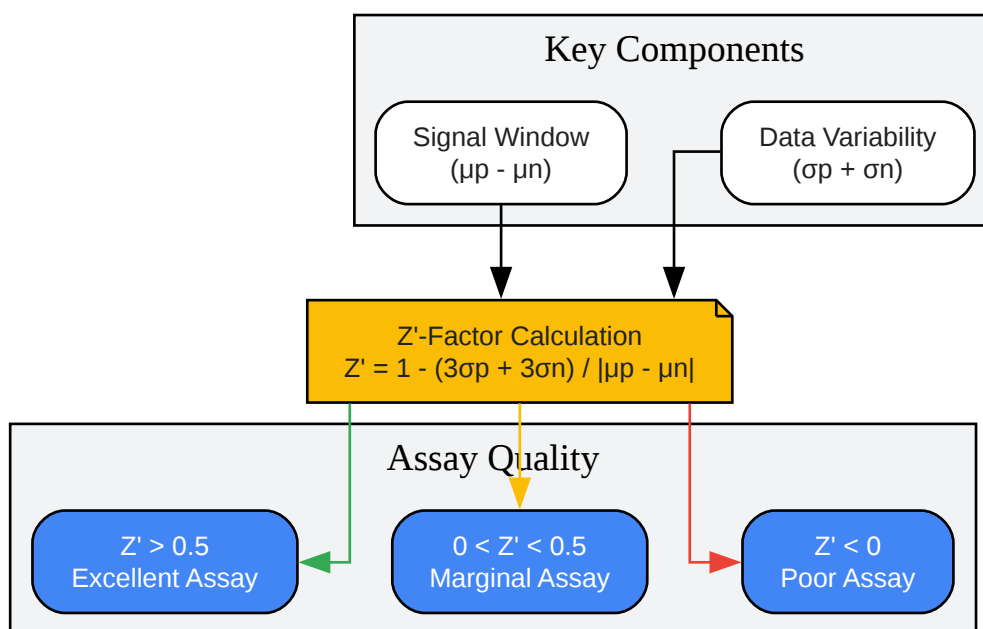 Key Components
Signal Window
(μp - μn)
Data Variability
(σp + σn)
Z'-Factor Calculation
Z' = 1 - (3σp + 3σn) / |μp - μn|
Assay Quality
Z' > 0.5
Excellent Assay
0 < Z' < 0.5
Marginal Assay
Z' < 0
Poor Assay